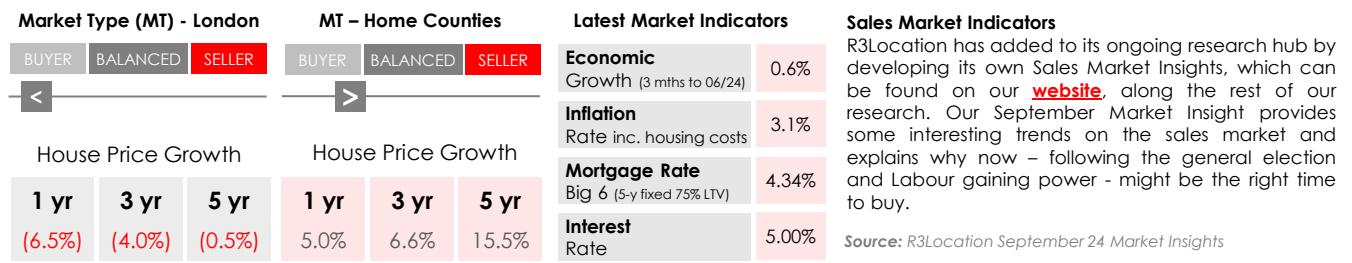 Market Type (MT) - London
BUYER BALANCED SELLER
<
House Price Growth
1 yr 3 yr 5 yr
(6.5%) (4.0%) (0.5%)
MT – Home Counties
BUYER BALANCED SELLER
>
House Price Growth
1 yr 3 yr 5 yr
5.0% 6.6% 15.5%
Latest Market Indicators
Economic
Growth (3 mths to 06/24) 0.6%
Inflation
Rate inc. housing costs 3.1%
Mortgage Rate
Big 6 (5-y fixed 75% LTV) 4.34%
Interest
Rate 5.00%
Sales Market Indicators
R3Location has added to its ongoing research hub by
developing its own Sales Market Insights, which can
be found on our website, along the rest of our
research. Our September Market Insight provides
some interesting trends on the sales market and
explains why now – following the general election
and Labour gaining power - might be the right time
to buy.
Source: R3Location September 24 Market Insights